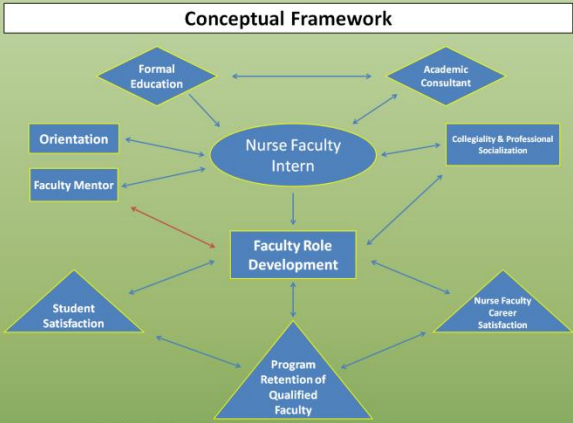 Conceptual Framework
Formal
Education
Academic
Consultant
Orientation
Nurse Faculty
Intern
Collegiality & Professional
Socialization
Faculty Mentor
Faculty Role
Development
Student
Satisfaction
Nurse Faculty
Career
Satisfaction
Program
Retention of
Qualified
Faculty